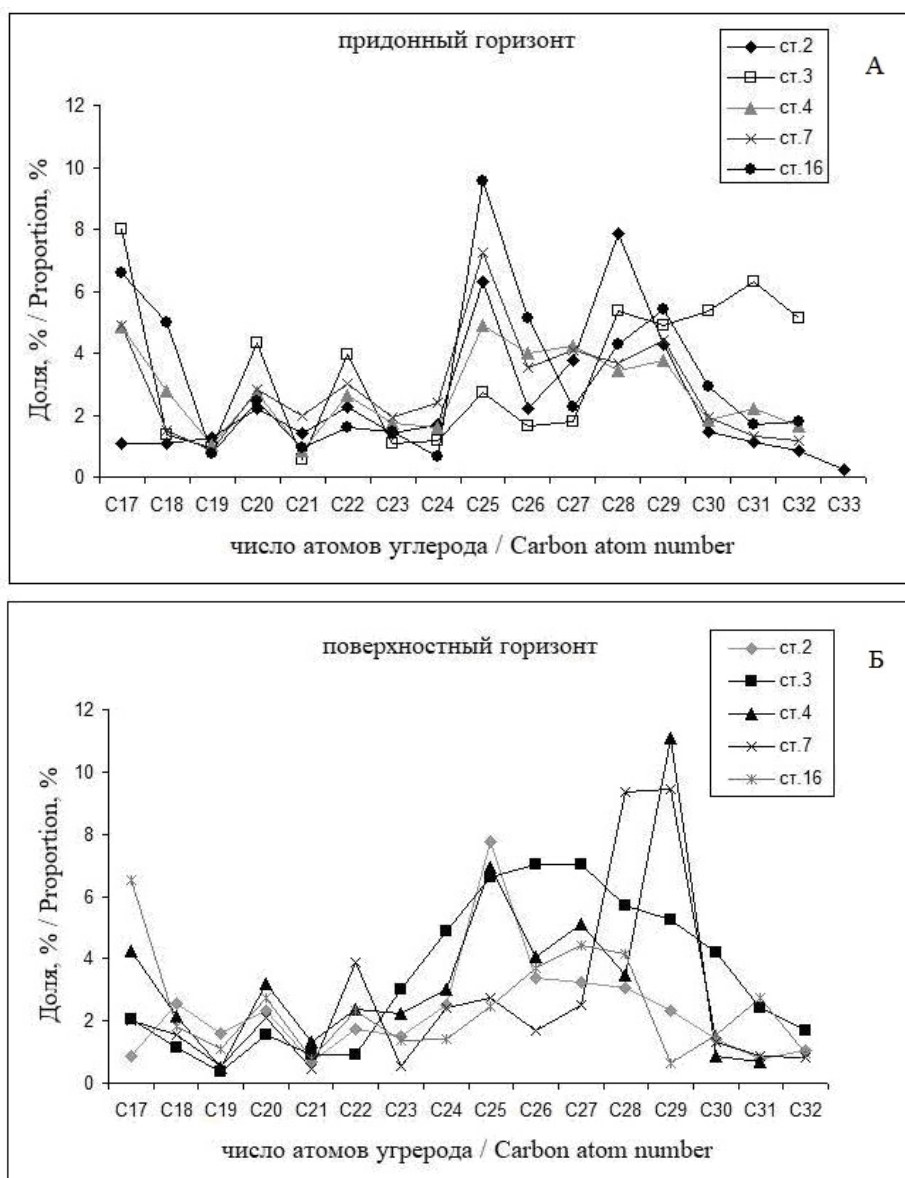 придонный горизонт
А
ст.2
ст.3
ст.4
ст.7
ст.16
Доля, % / Proportion, %
12
10
8
6
4
2
0
C17 C18 C19 C20 C21 C22 C23 C24 C25 C26 C27 C28 C29 C30 C31 C32 C33
число атомов углерода / Carbon atom number
поверхностный горизонт
Б
ст.2
ст.3
ст.4
ст.7
ст.16
Доля, % / Proportion, %
12
10
8
6
4
2
0
C17 C18 C19 C20 C21 C22 C23 C24 C25 C26 C27 C28 C29 C30 C31 C32
число атомов угрерода / Carbon atom number